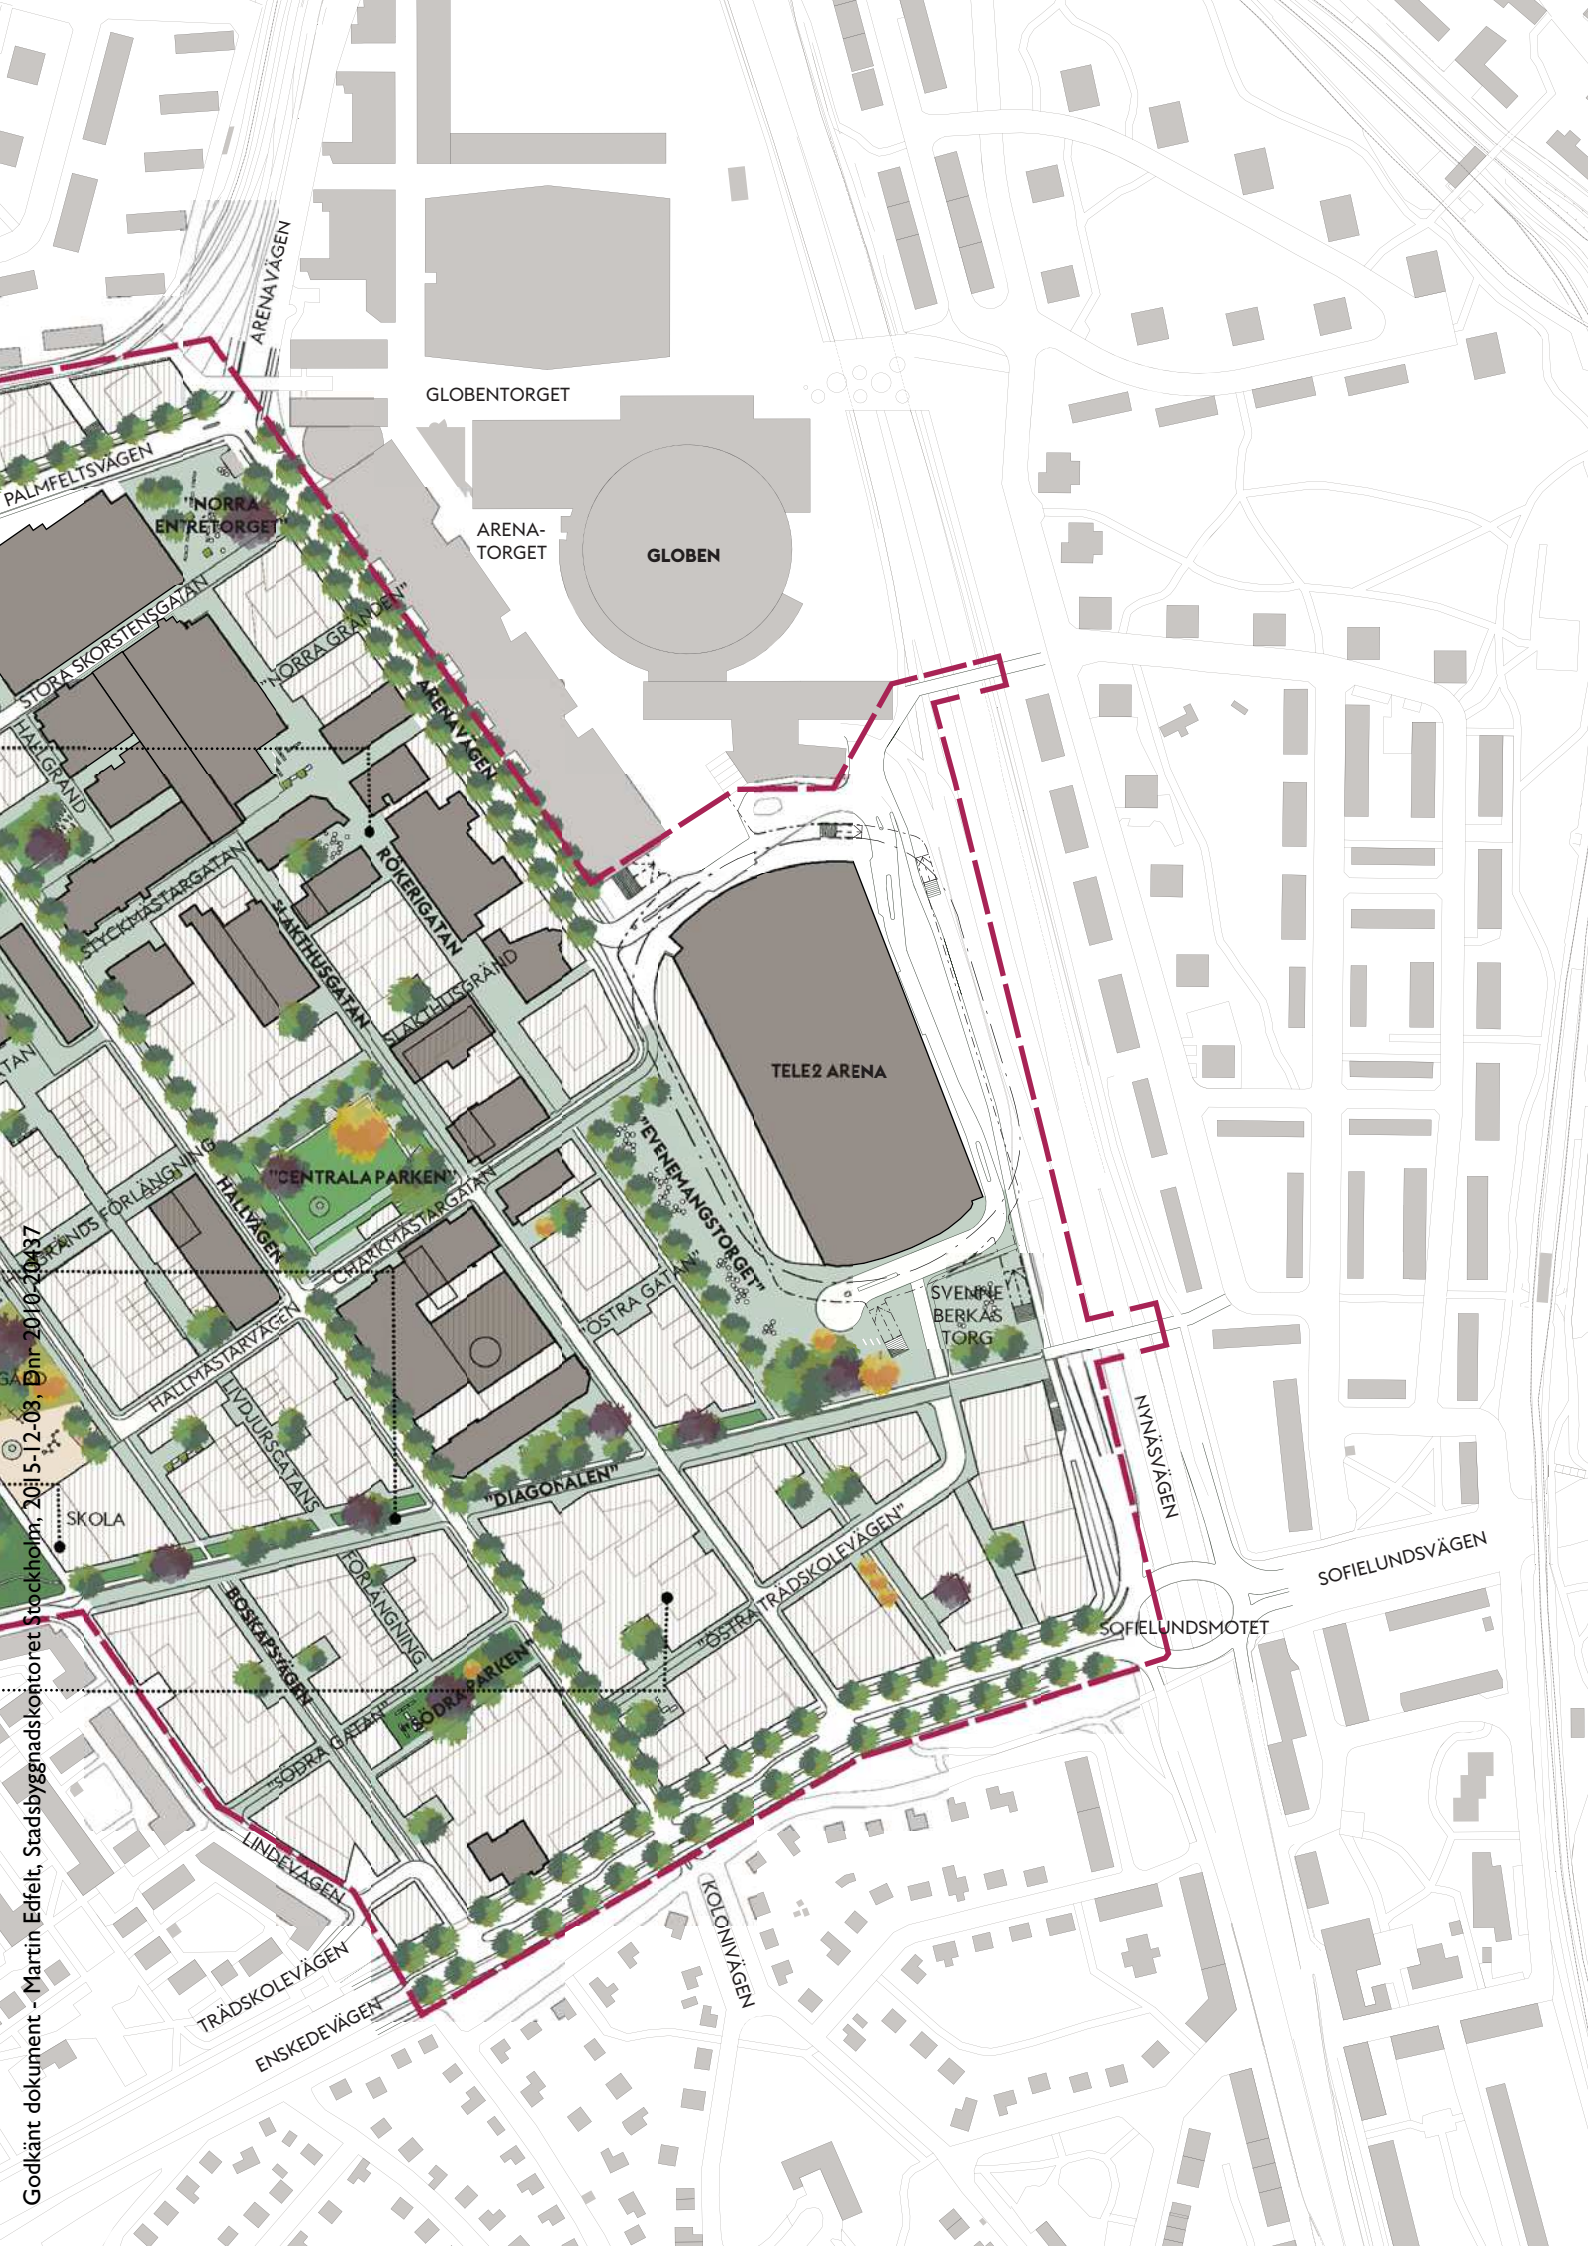 ARENAVÄGEN
GLOBENTORGET
PALMFELTSVÄGEN
"NORRA
ENTRÉTORGET"
ARENA-
TORGET
GLOBEN
STORA SKORSTENSGATAN
"NORRA GRÄNDEN"
ARENAVÄGEN
HALLGRÄND
RÖKERIGATAN
STYCKMÄSTARGATAN
SLAKTHUSGATAN
SLAKTHUSGRÄND
TELE2 ARENA
"EVENEMANGSTORGET"
"CENTRALA PARKEN"
GRÄNDS FÖRLÄNGNING
HALLVÄGEN
CHARKMÄSTARGATAN
"ÖSTRA GATAN"
SVENNE
BERKAS
TORG
HALLMÄSTARVÄGEN
LIVDJURSGATANS
FÖRLÄNGNING
NYNÄSVÄGEN
"DIAGONALEN"
SKOLA
"ÖSTRA TRÄDSKOLEVÄGEN"
SOFIELUNDSVÄGEN
SOFIELUNDSMOTET
BOSKAPSVÄGEN
"SÖDRA PARKEN"
"SÖDRA GATAN"
LINDEVÄGEN
KOLONIVÄGEN
TRÄDSKOLEVÄGEN
ENSKEDEVÄGEN
Godkänt dokument - Martin Edfelt, Stadsbyggnadskontoret Stockholm, 2015-12-03, Dnr 2010-20437